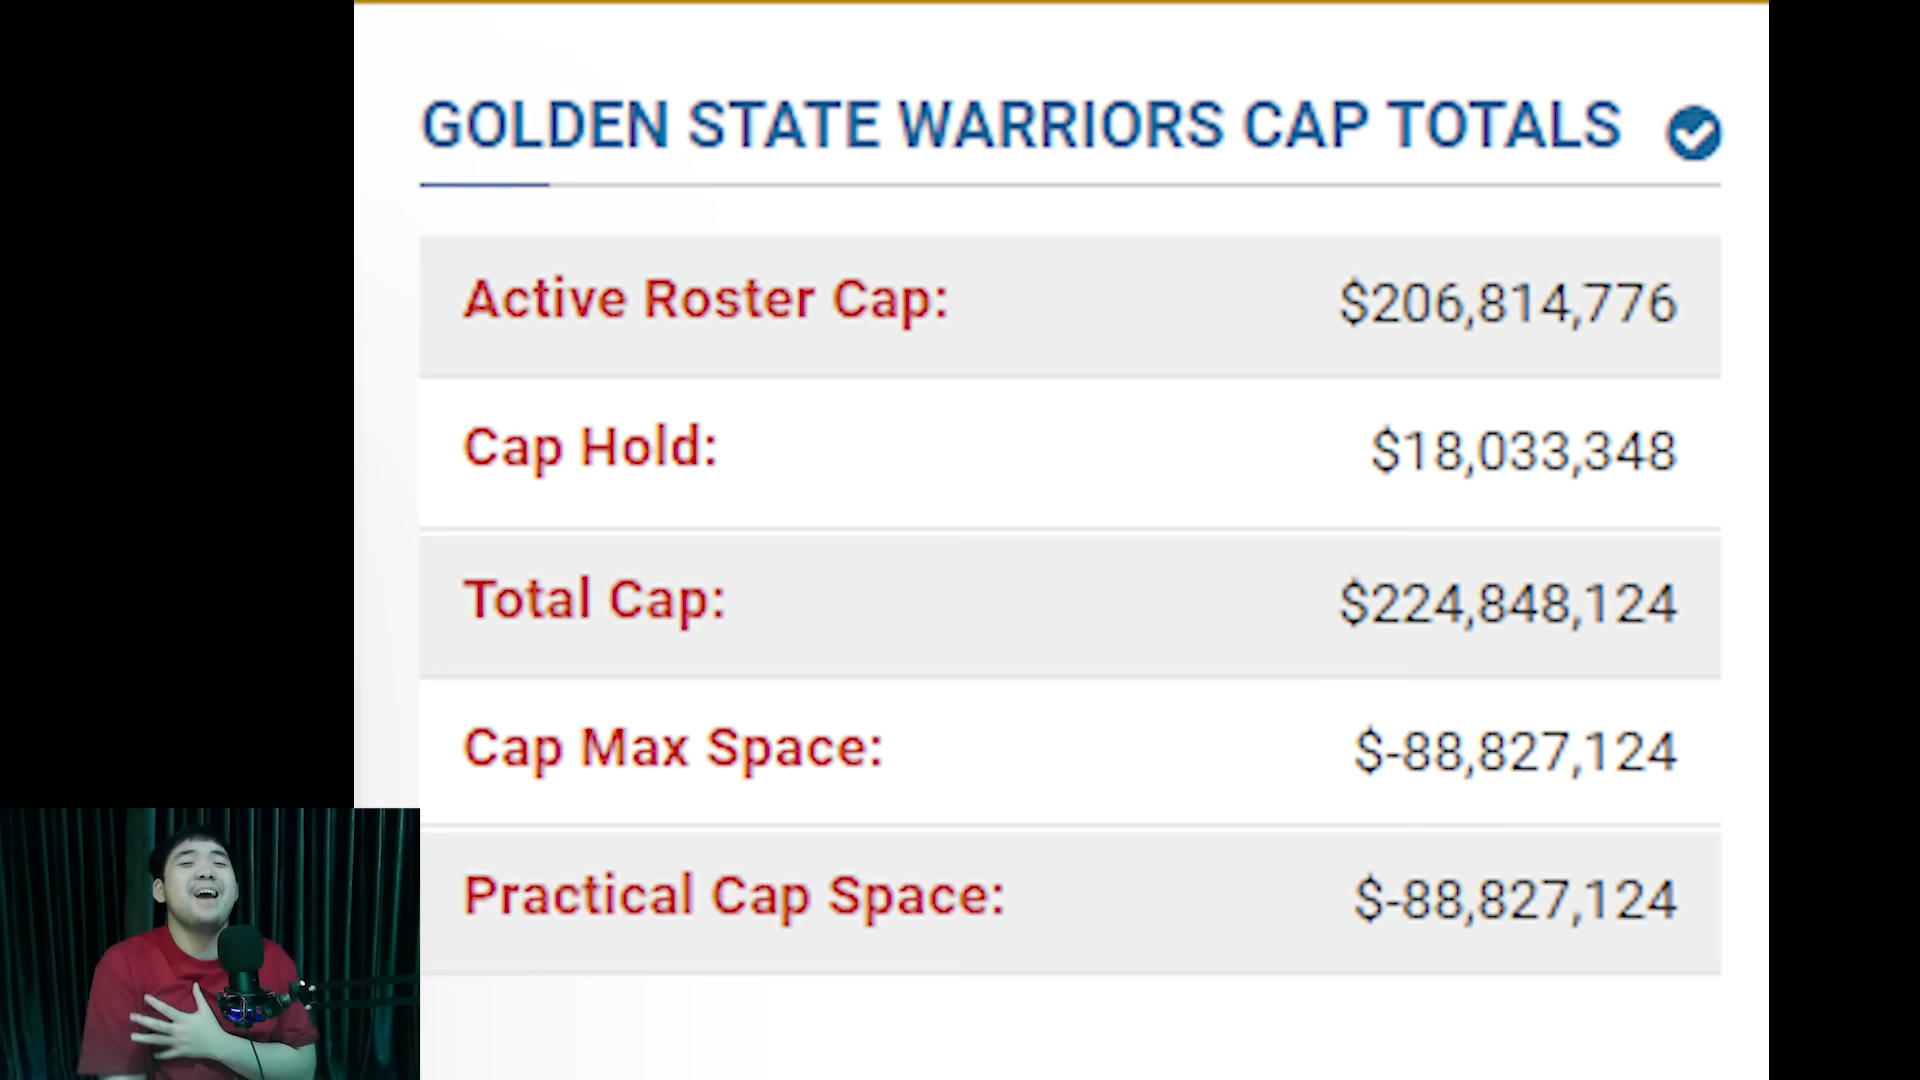 GOLDEN STATE WARRIORS CAP TOTALS
Active Roster Cap: $206,814,776
Cap Hold: $18,033,348
Total Cap: $224,848,124
Cap Max Space: $-88,827,124
Practical Cap Space: $-88,827,124